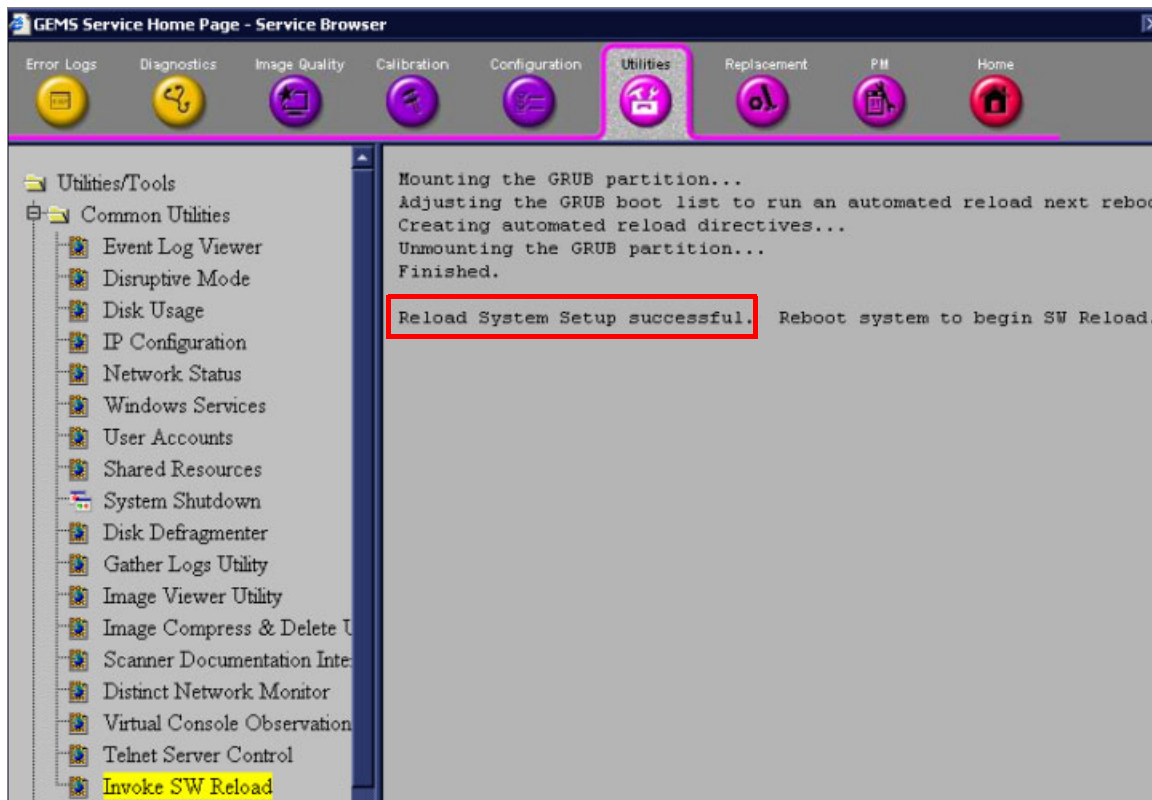 GEMS Service Home Page - Service Browser
Error Logs
Diagnostics
Image Quality
Calibration
Configuration
Utilities
Replacement
PM
Home
Utilities/Tools
Common Utilities
Event Log Viewer
Disruptive Mode
Disk Usage
IP Configuration
Network Status
Windows Services
User Accounts
Shared Resources
System Shutdown
Disk Defragmenter
Gather Logs Utility
Image Viewer Utility
Image Compress & Delete U
Scanner Documentation Inte
Distinct Network Monitor
Virtual Console Observation
Telnet Server Control
Invoke SW Reload
Mounting the GRUB partition...
Adjusting the GRUB boot list to run an automated reload next reboo
Creating automated reload directives...
Unmounting the GRUB partition...
Finished.
Reload System Setup successful. Reboot system to begin SW Reload.